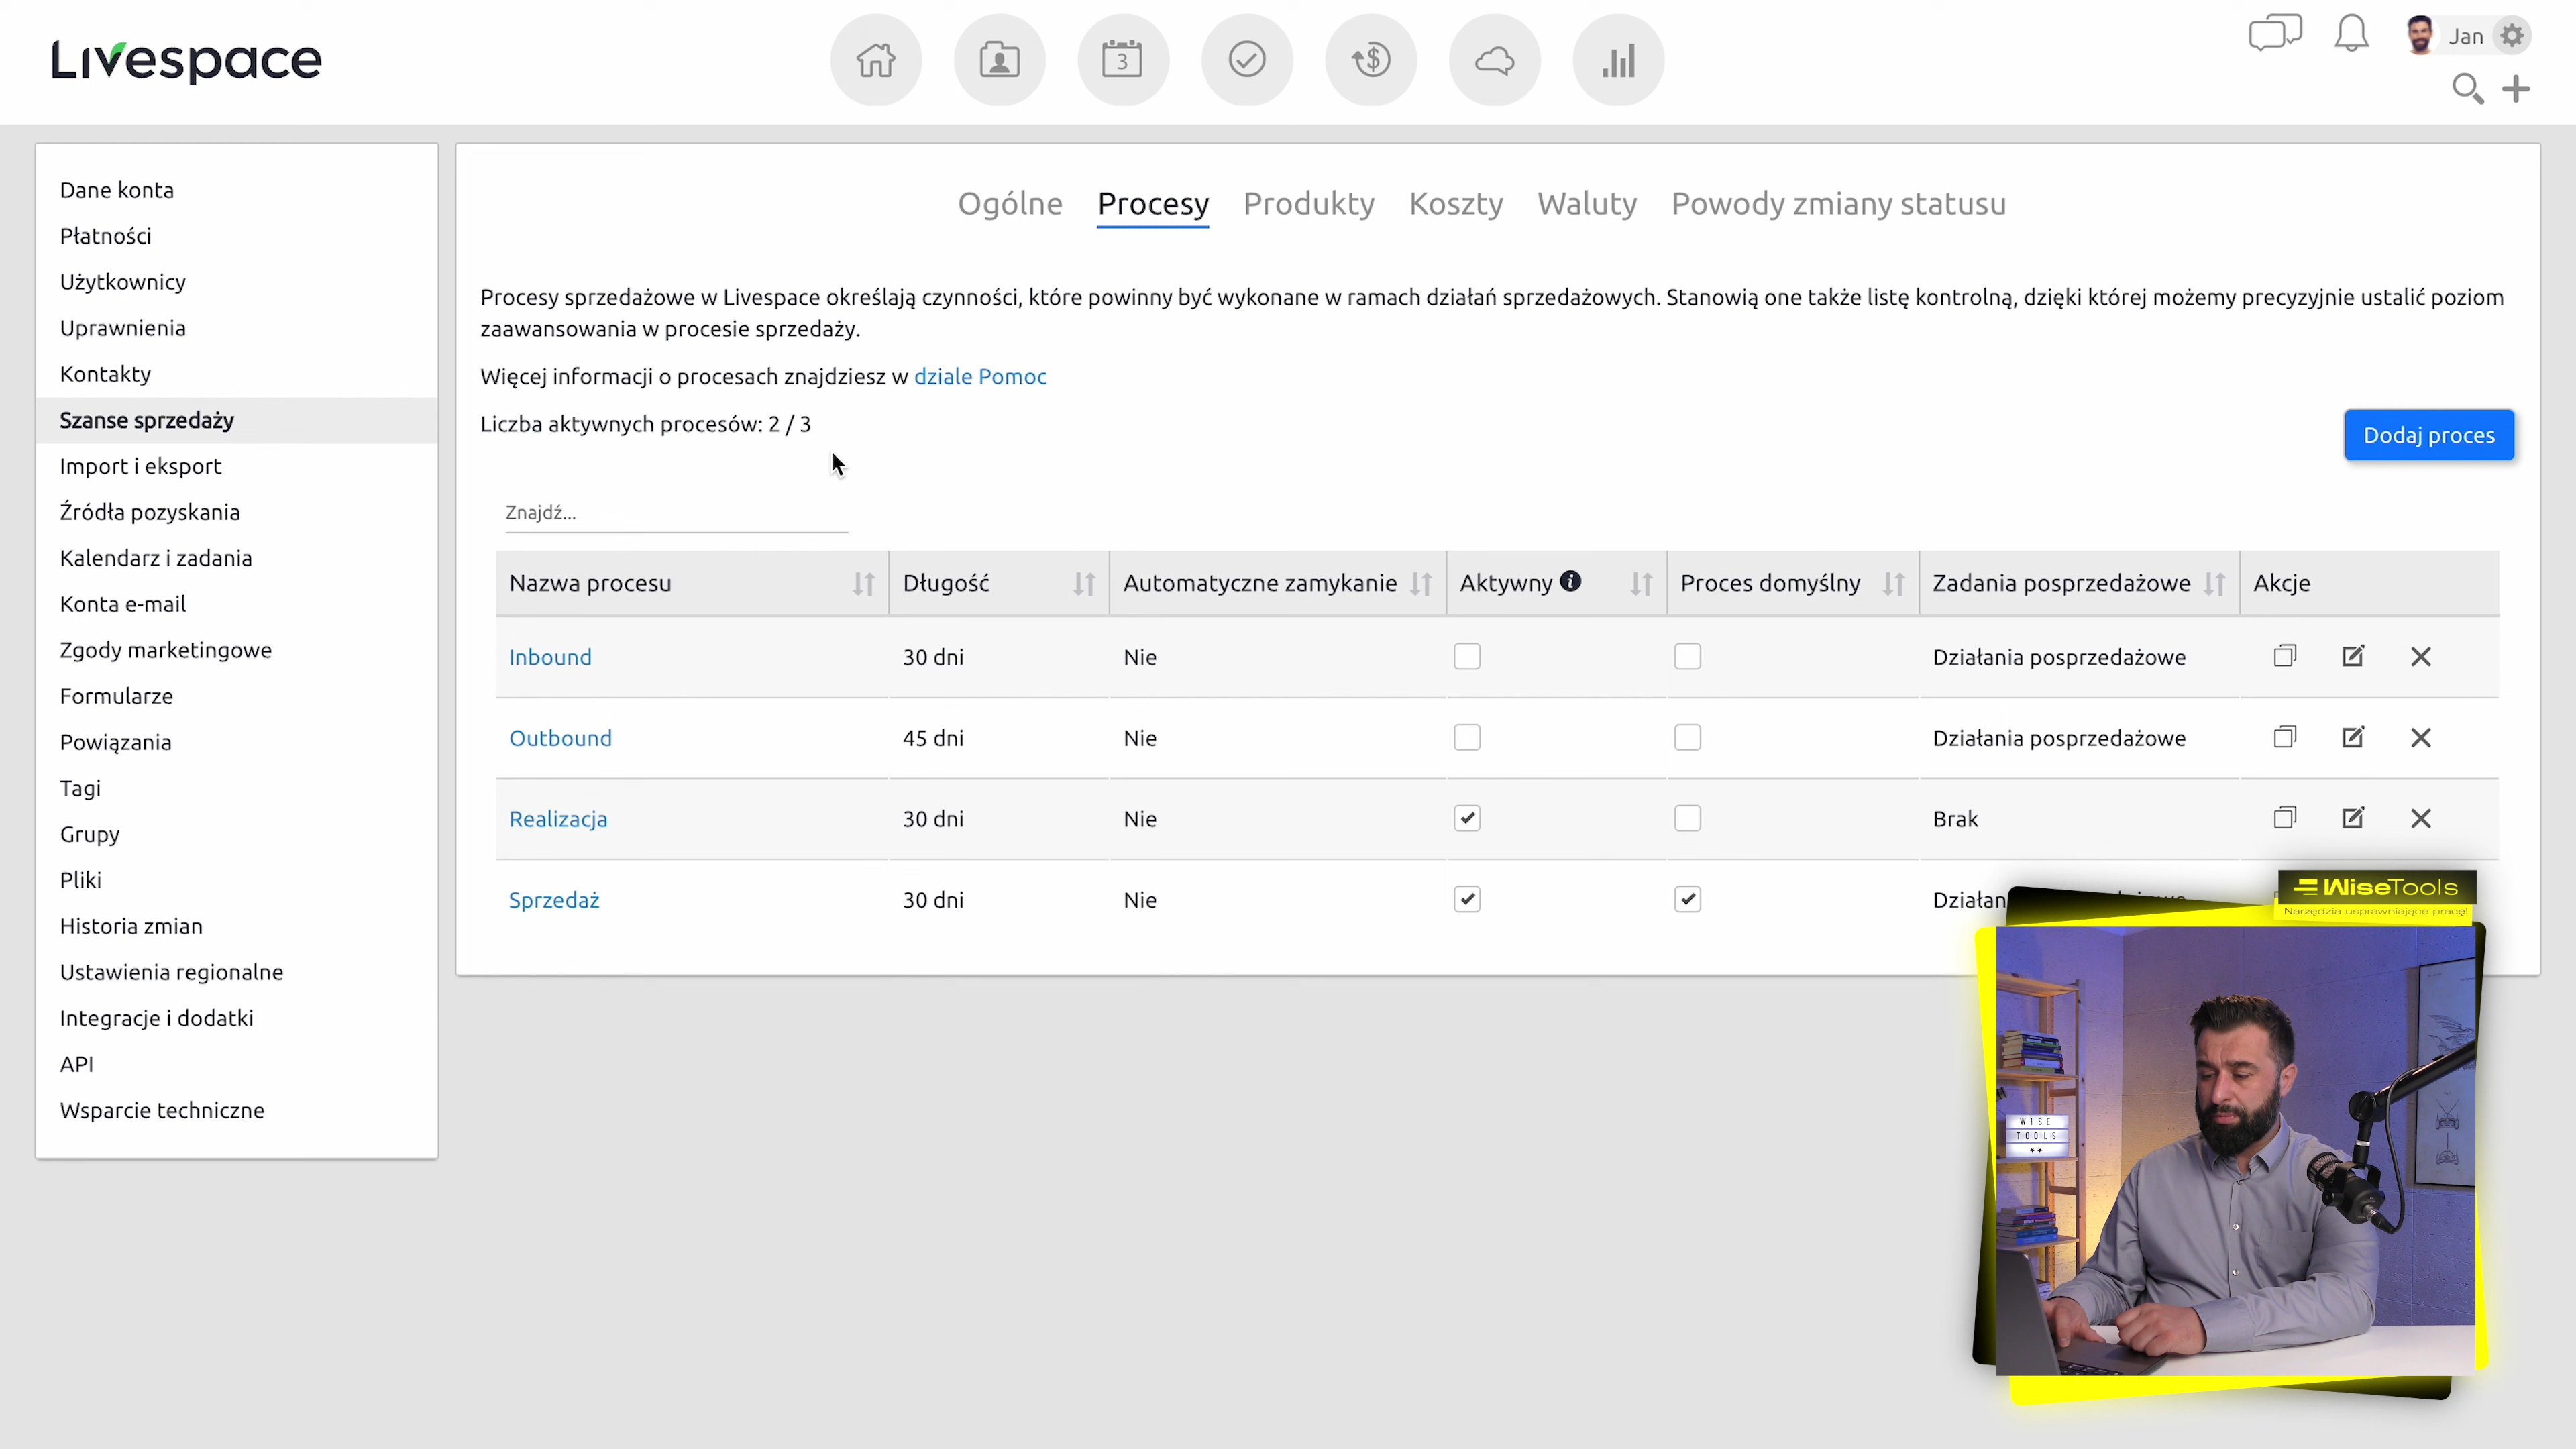 Livespace
3
Jan
Dane konta
Płatności
Użytkownicy
Uprawnienia
Kontakty
Szanse sprzedaży
Import i eksport
Źródła pozyskania
Kalendarz i zadania
Konta e-mail
Zgody marketingowe
Formularze
Powiązania
Tagi
Grupy
Pliki
Historia zmian
Ustawienia regionalne
Integracje i dodatki
API
Wsparcie techniczne
Ogólne Procesy Produkty Koszty Waluty Powody zmiany statusu
Procesy sprzedażowe w Livespace określają czynności, które powinny być wykonane w ramach działań sprzedażowych. Stanowią one także listę kontrolną, dzięki której możemy precyzyjnie ustalić poziom
zaawansowania w procesie sprzedaży.
Więcej informacji o procesach znajdziesz w dziale Pomoc
Liczba aktywnych procesów: 2 / 3
Dodaj proces
Znajdź...
Nazwa procesu Długość Automatyczne zamykanie Aktywny Proces domyślny Zadania posprzedażowe Akcje
Inbound 30 dni Nie Działania posprzedażowe
Outbound 45 dni Nie Działania posprzedażowe
Realizacja 30 dni Nie Brak
Sprzedaż 30 dni Nie
WiseTools
Narzędzia usprawniające pracę!
WISE
TOOLS